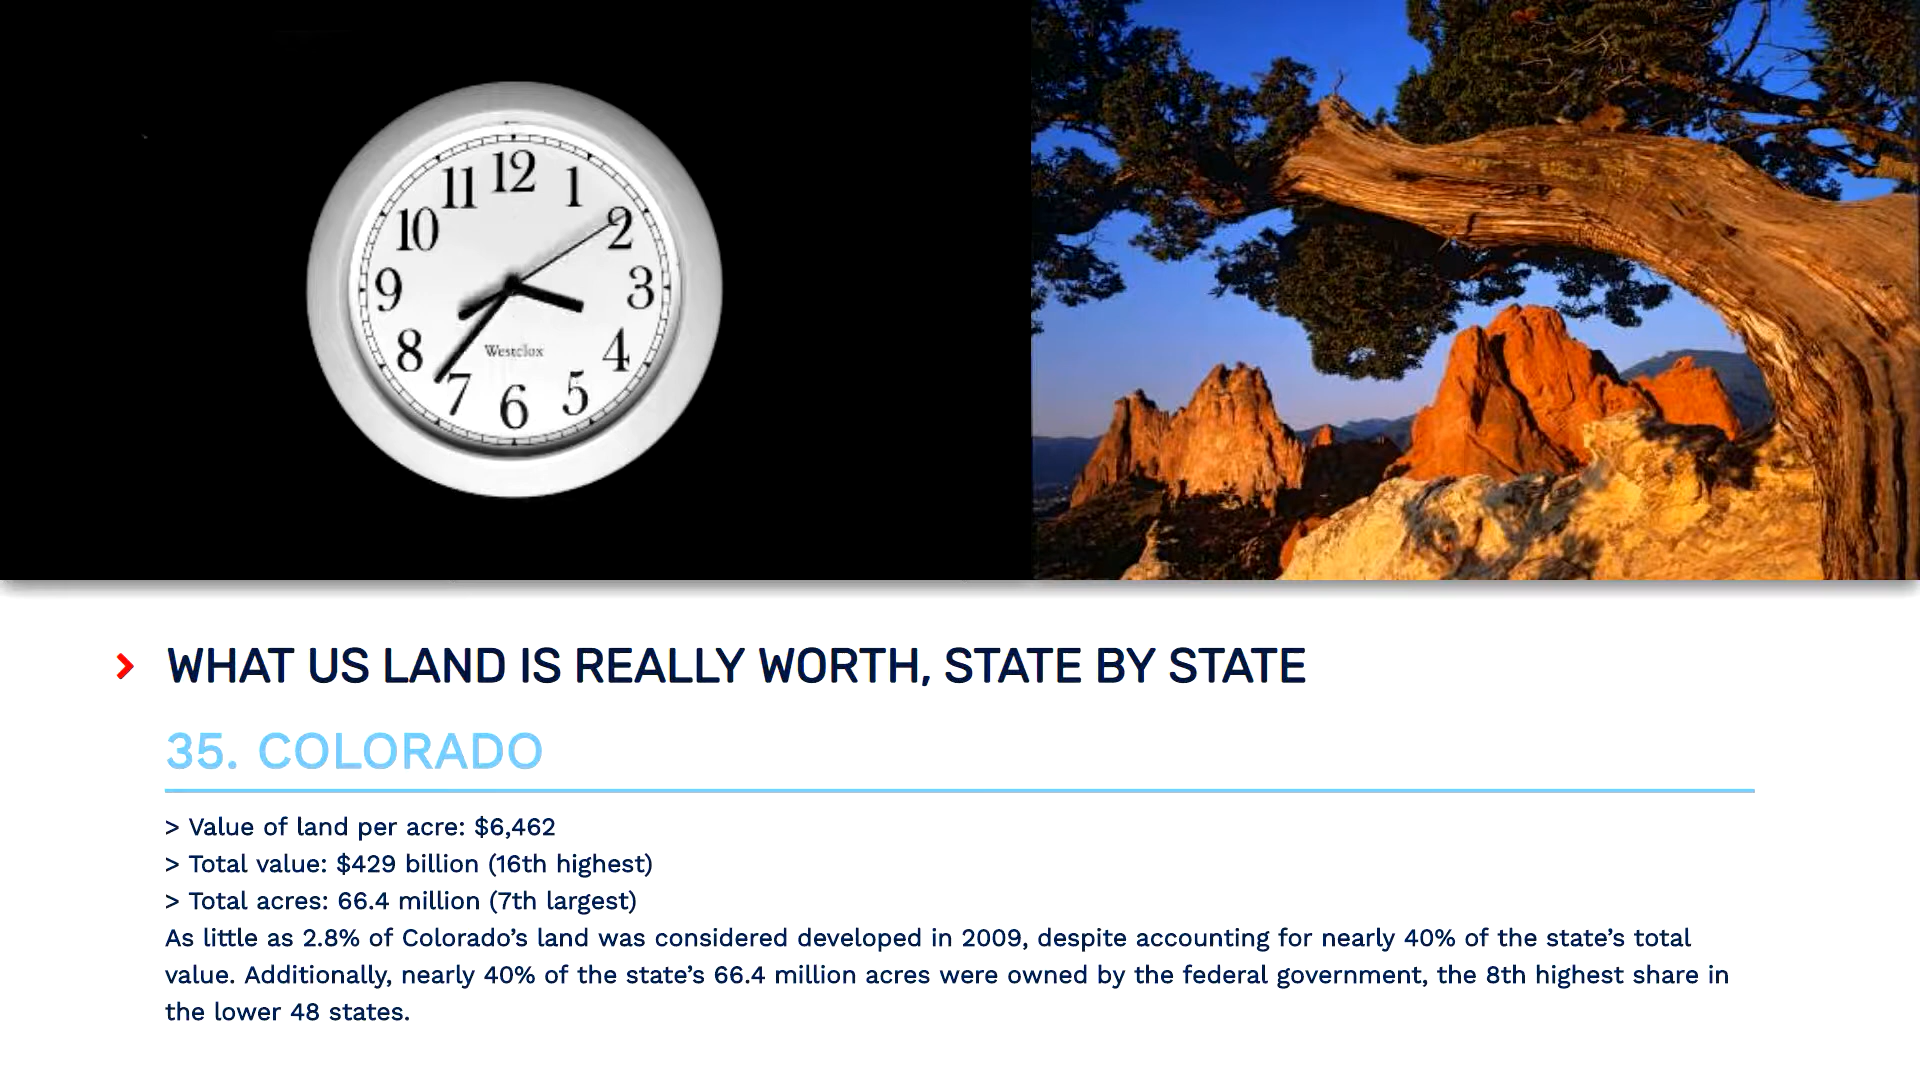 12
11
1
10
2
9
3
8
4
7
5
6
Westclox
WHAT US LAND IS REALLY WORTH, STATE BY STATE
35. COLORADO
> Value of land per acre: $6,462
> Total value: $429 billion (16th highest)
> Total acres: 66.4 million (7th largest)
As little as 2.8% of Colorado’s land was considered developed in 2009, despite accounting for nearly 40% of the state’s total
value. Additionally, nearly 40% of the state’s 66.4 million acres were owned by the federal government, the 8th highest share in
the lower 48 states.